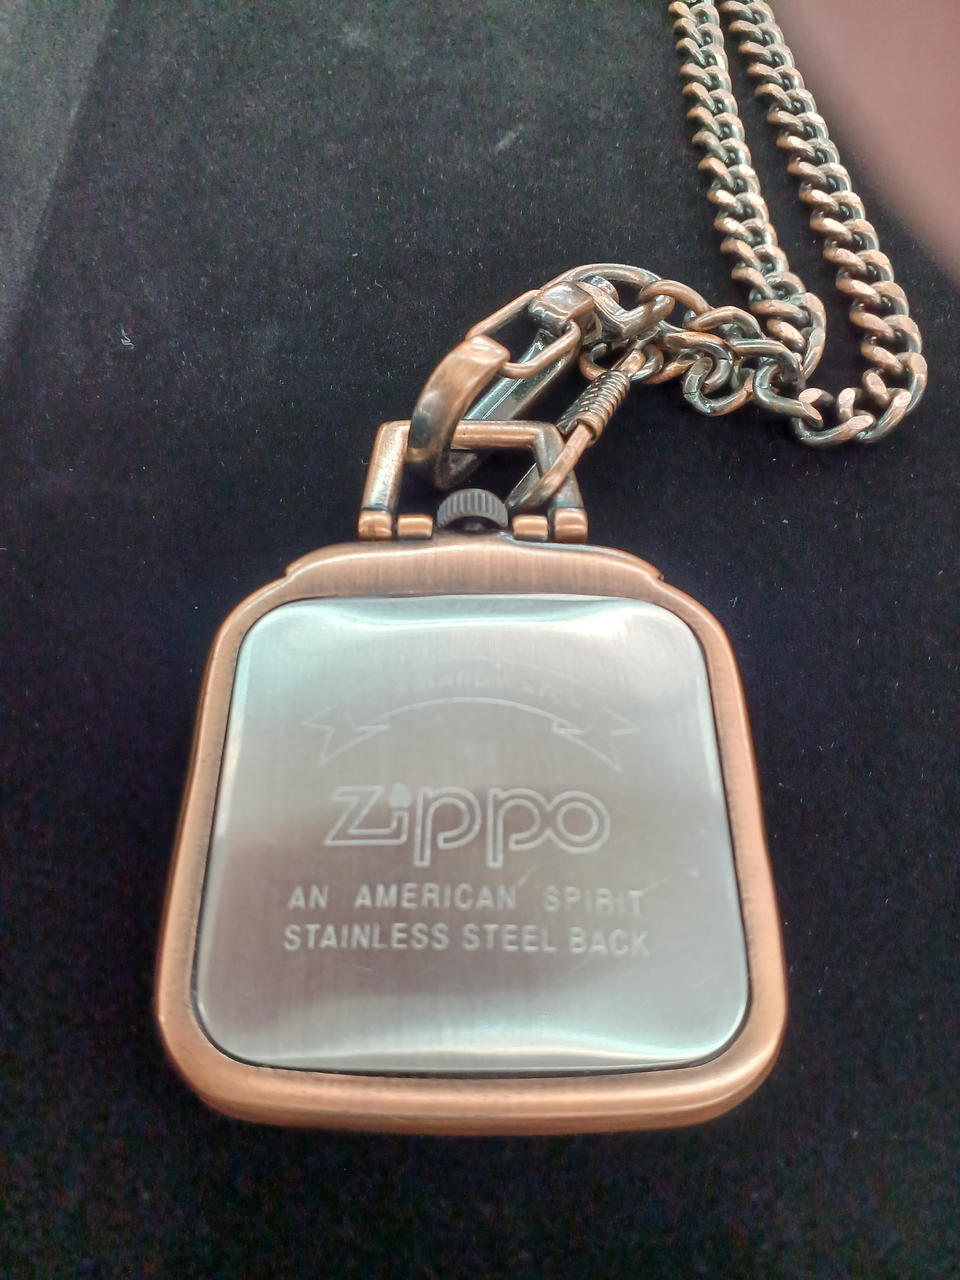 Zippo
AN AMERICAN SPIRIT
STAINLESS STEEL BACK